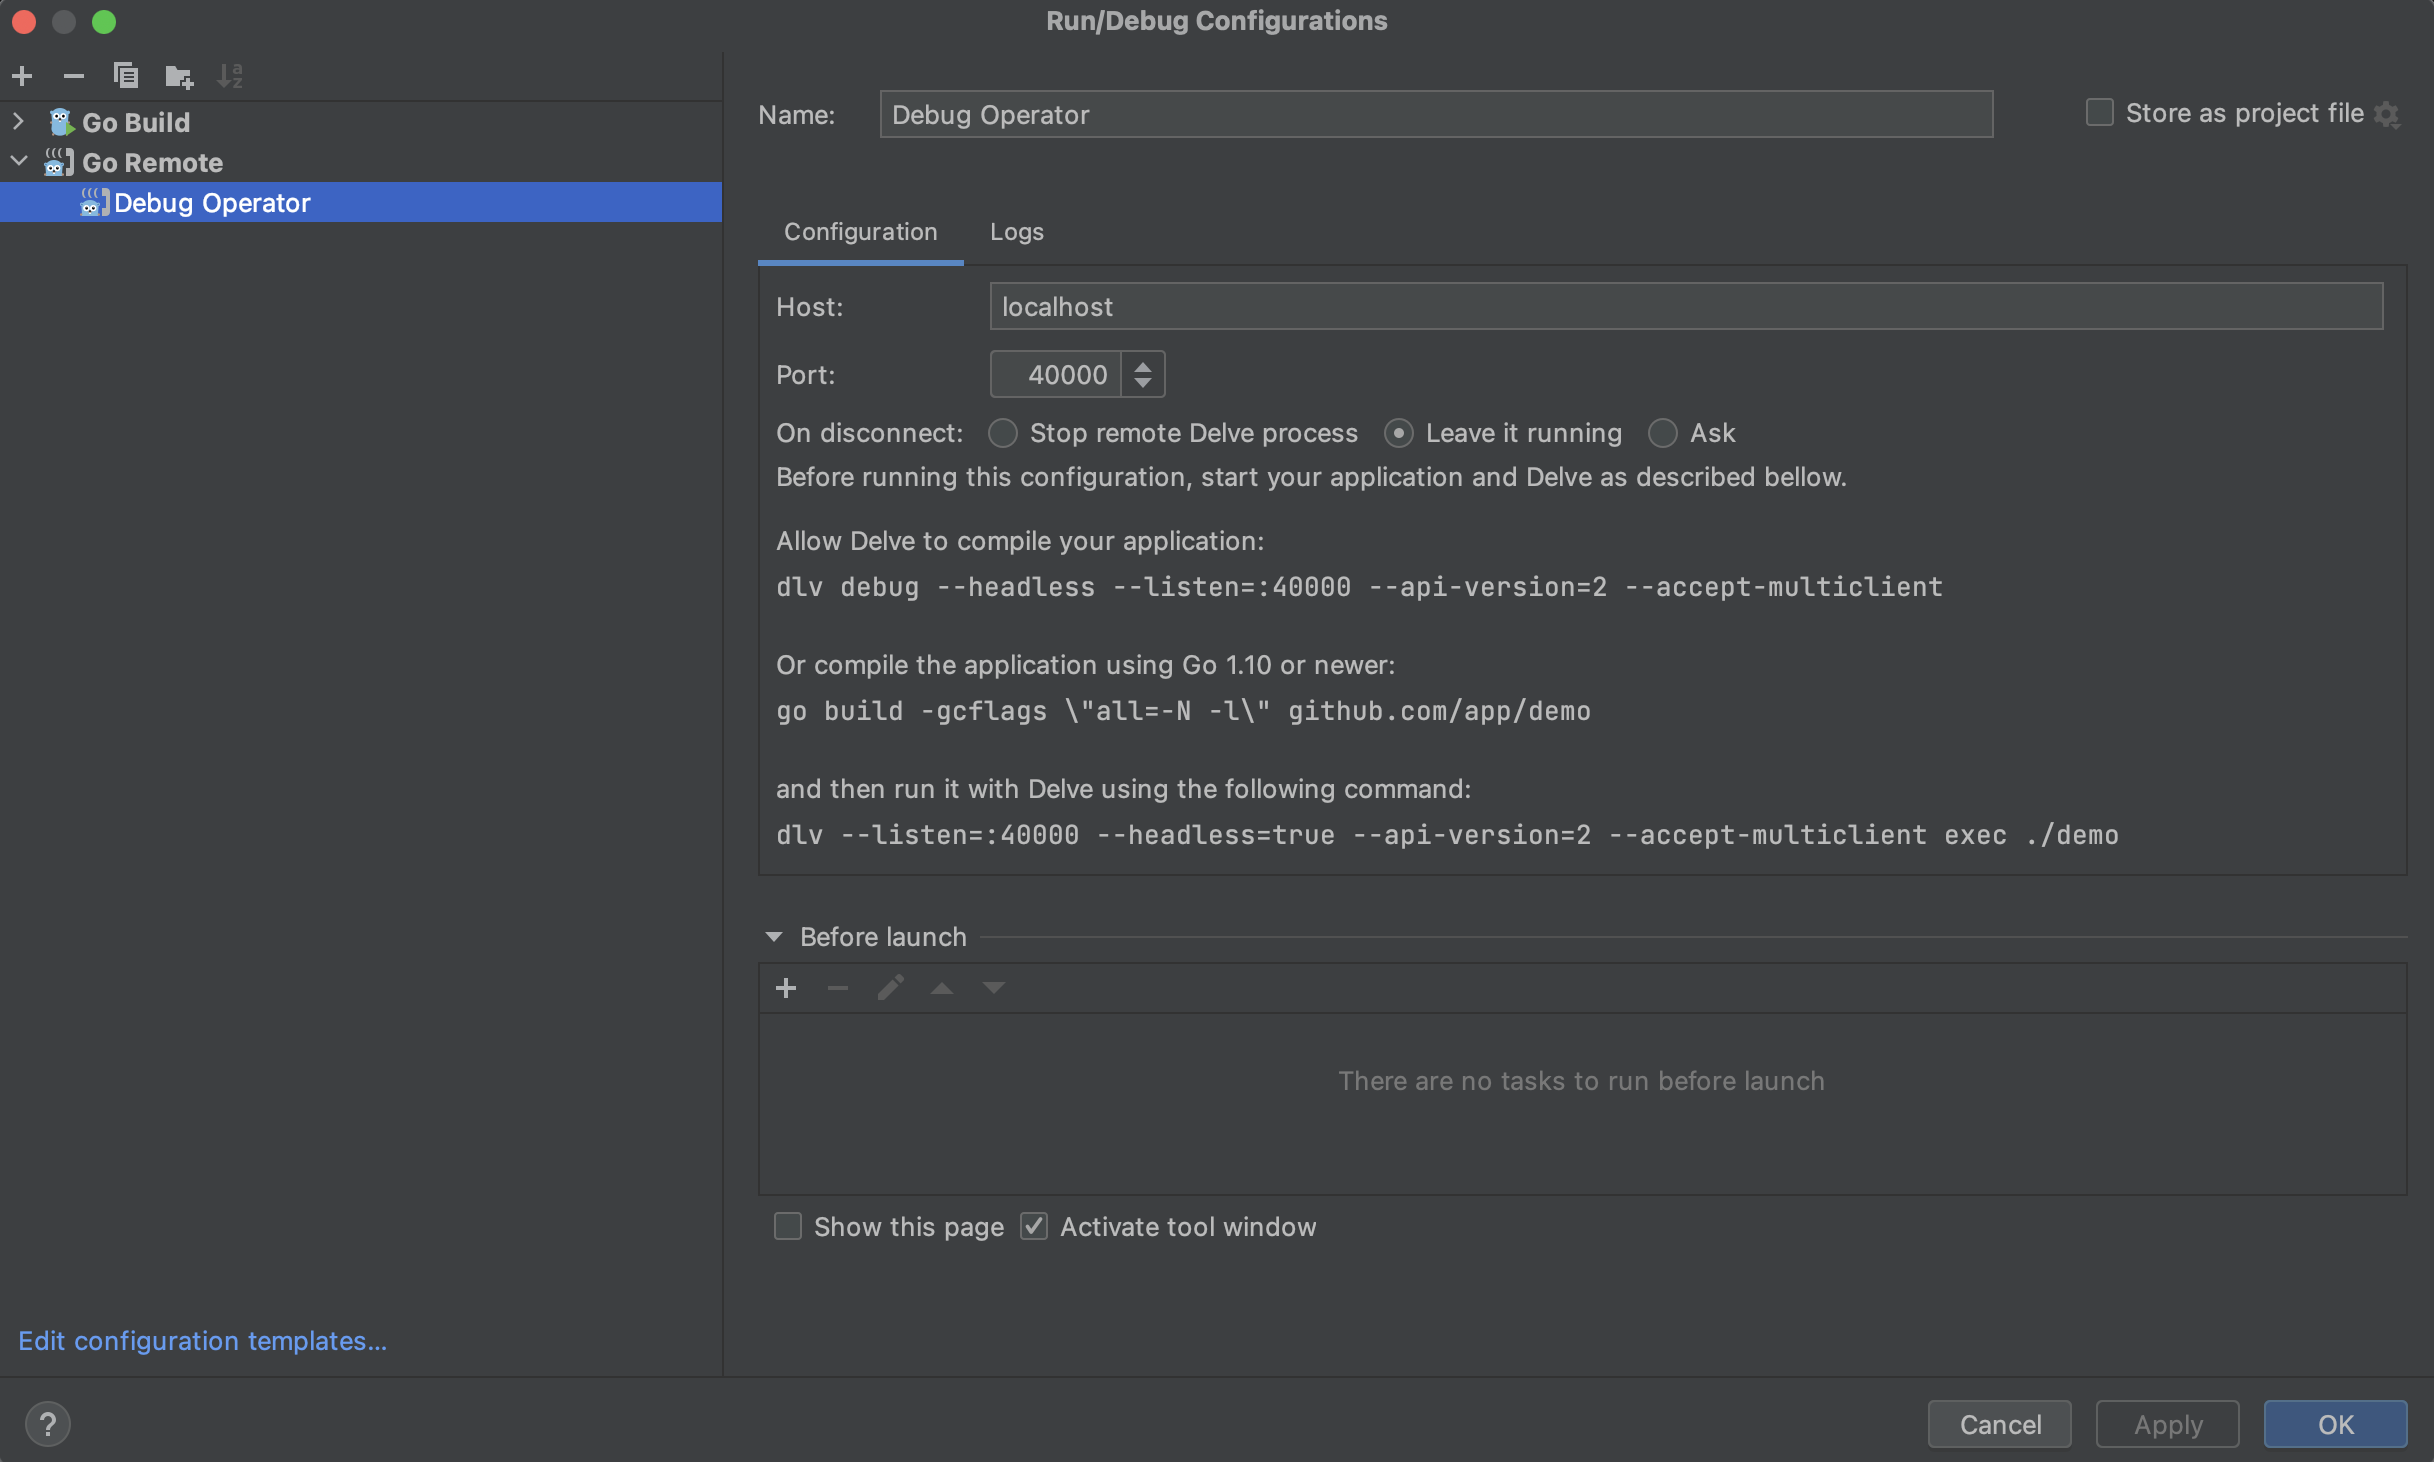 Run/Debug Configurations
Go Build
Go Remote
Debug Operator
Edit configuration templates...
Name: Debug Operator
Store as project file
Configuration Logs
Host: localhost
Port: 40000
On disconnect: Stop remote Delve process Leave it running Ask
Before running this configuration, start your application and Delve as described bellow.
Allow Delve to compile your application:
dlv debug --headless --listen=:40000 --api-version=2 --accept-multiclient
Or compile the application using Go 1.10 or newer:
go build -gcflags \"all=-N -l\" github.com/app/demo
and then run it with Delve using the following command:
dlv --listen=:40000 --headless=true --api-version=2 --accept-multiclient exec ./demo
Before launch
There are no tasks to run before launch
Show this page Activate tool window
? Cancel Apply OK